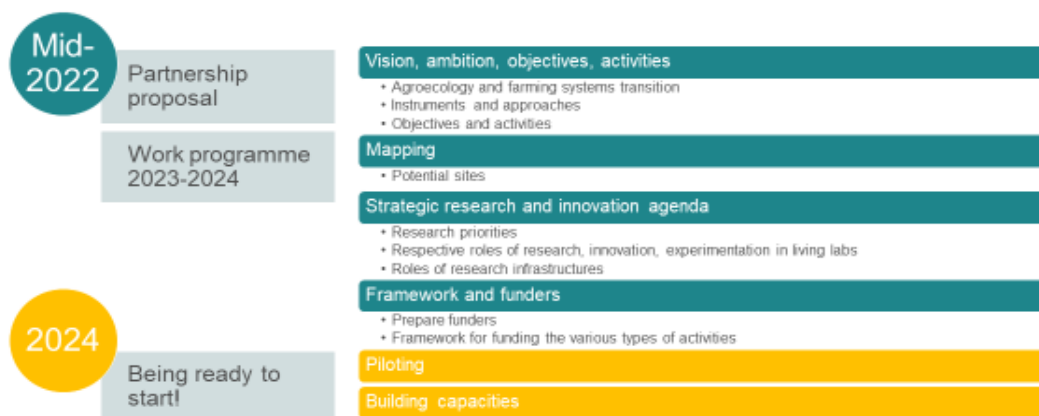 Mid-
2022
Partnership
proposal
Work programme
2023-2024
Vision, ambition, objectives, activities
• Agroecology and farming systems transition
• Instruments and approaches
• Objectives and activities
Mapping
• Potential sites
Strategic research and innovation agenda
• Research priorities
• Respective roles of research, innovation, experimentation in living labs
• Roles of research infrastructures
Framework and funders
• Prepare funders
• Framework for funding the various types of activities
2024
Being ready to
start!
Piloting
Building capacities